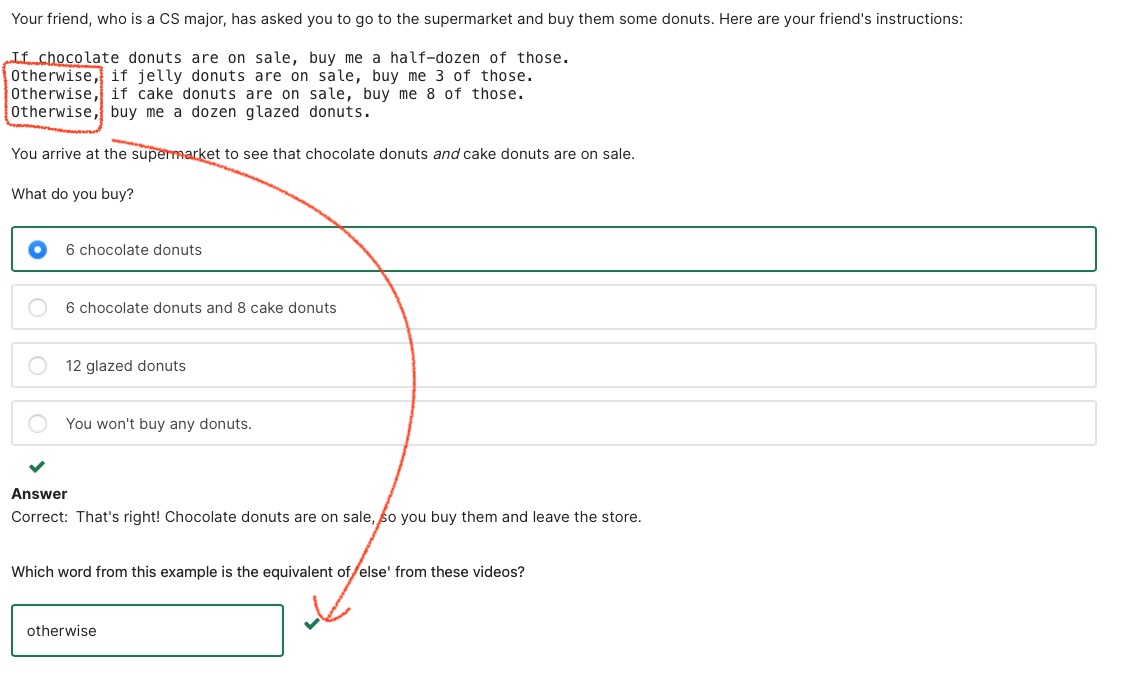 Your friend, who is a CS major, has asked you to go to the supermarket and buy them some donuts. Here are your friend's instructions:
If chocolate donuts are on sale, buy me a half-dozen of those.
Otherwise, if jelly donuts are on sale, buy me 3 of those.
Otherwise, if cake donuts are on sale, buy me 8 of those.
Otherwise, buy me a dozen glazed donuts.
You arrive at the supermarket to see that chocolate donuts and cake donuts are on sale.
What do you buy?
6 chocolate donuts
6 chocolate donuts and 8 cake donuts
12 glazed donuts
You won't buy any donuts.
Answer
Correct: That's right! Chocolate donuts are on sale, so you buy them and leave the store.
Which word from this example is the equivalent of 'else' from these videos?
otherwise